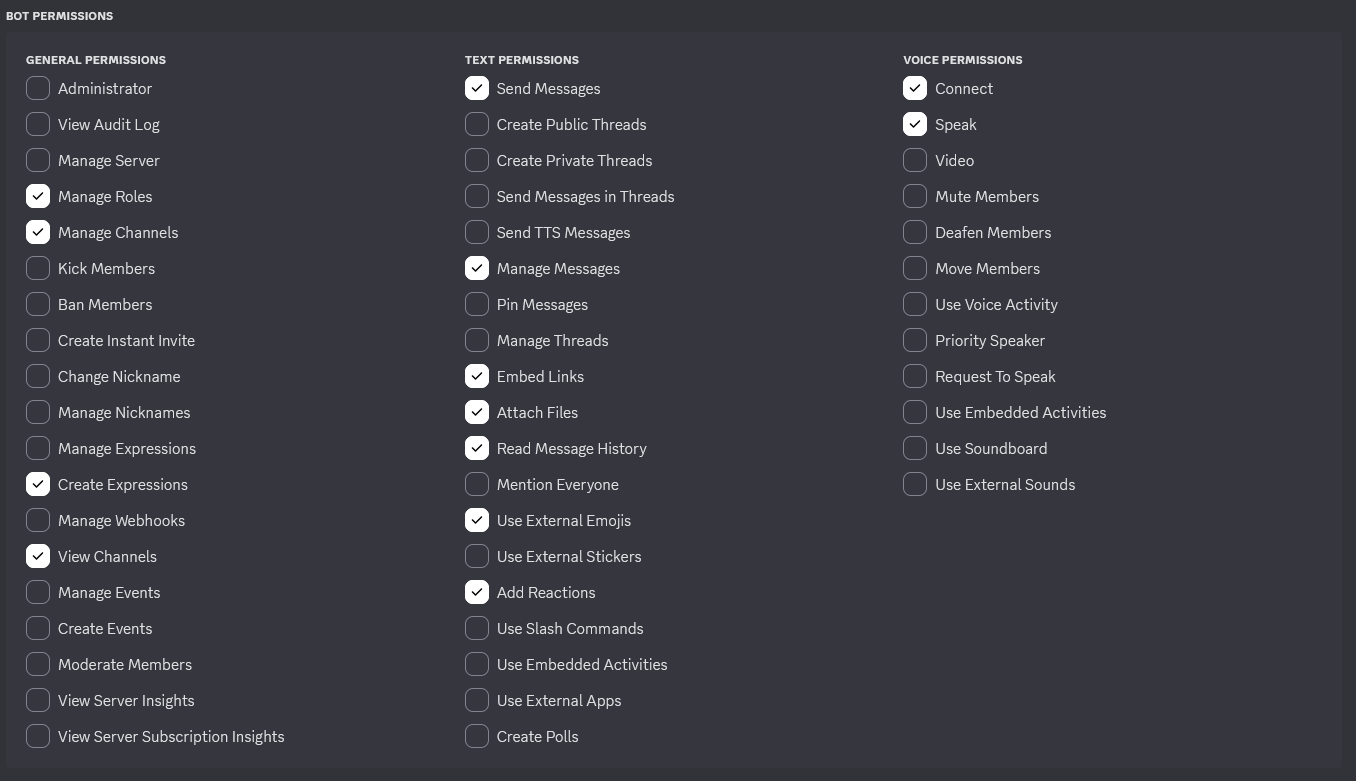 BOT PERMISSIONS
GENERAL PERMISSIONS
Administrator
View Audit Log
Manage Server
Manage Roles
Manage Channels
Kick Members
Ban Members
Create Instant Invite
Change Nickname
Manage Nicknames
Manage Expressions
Create Expressions
Manage Webhooks
View Channels
Manage Events
Create Events
Moderate Members
View Server Insights
View Server Subscription Insights
TEXT PERMISSIONS
Send Messages
Create Public Threads
Create Private Threads
Send Messages in Threads
Send TTS Messages
Manage Messages
Pin Messages
Manage Threads
Embed Links
Attach Files
Read Message History
Mention Everyone
Use External Emojis
Use External Stickers
Add Reactions
Use Slash Commands
Use Embedded Activities
Use External Apps
Create Polls
VOICE PERMISSIONS
Connect
Speak
Video
Mute Members
Deafen Members
Move Members
Use Voice Activity
Priority Speaker
Request To Speak
Use Embedded Activities
Use Soundboard
Use External Sounds